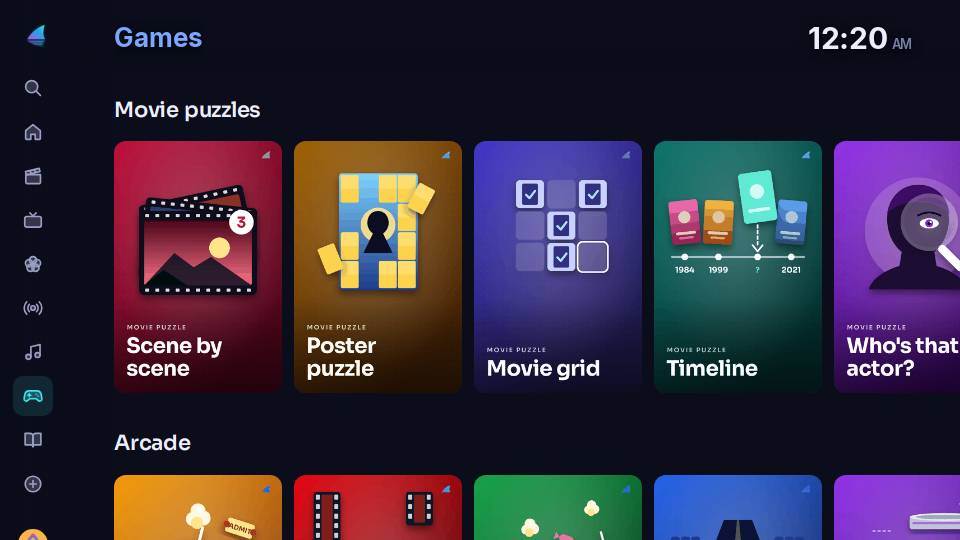 Games
12:20 AM
Movie puzzles
3
MOVIE PUZZLE
Scene by
scene
MOVIE PUZZLE
Poster
puzzle
MOVIE PUZZLE
Movie grid
1984 1999 ? 2021
MOVIE PUZZLE
Timeline
MOVIE PUZZLE
Who's that
actor?
Arcade
ADMIT